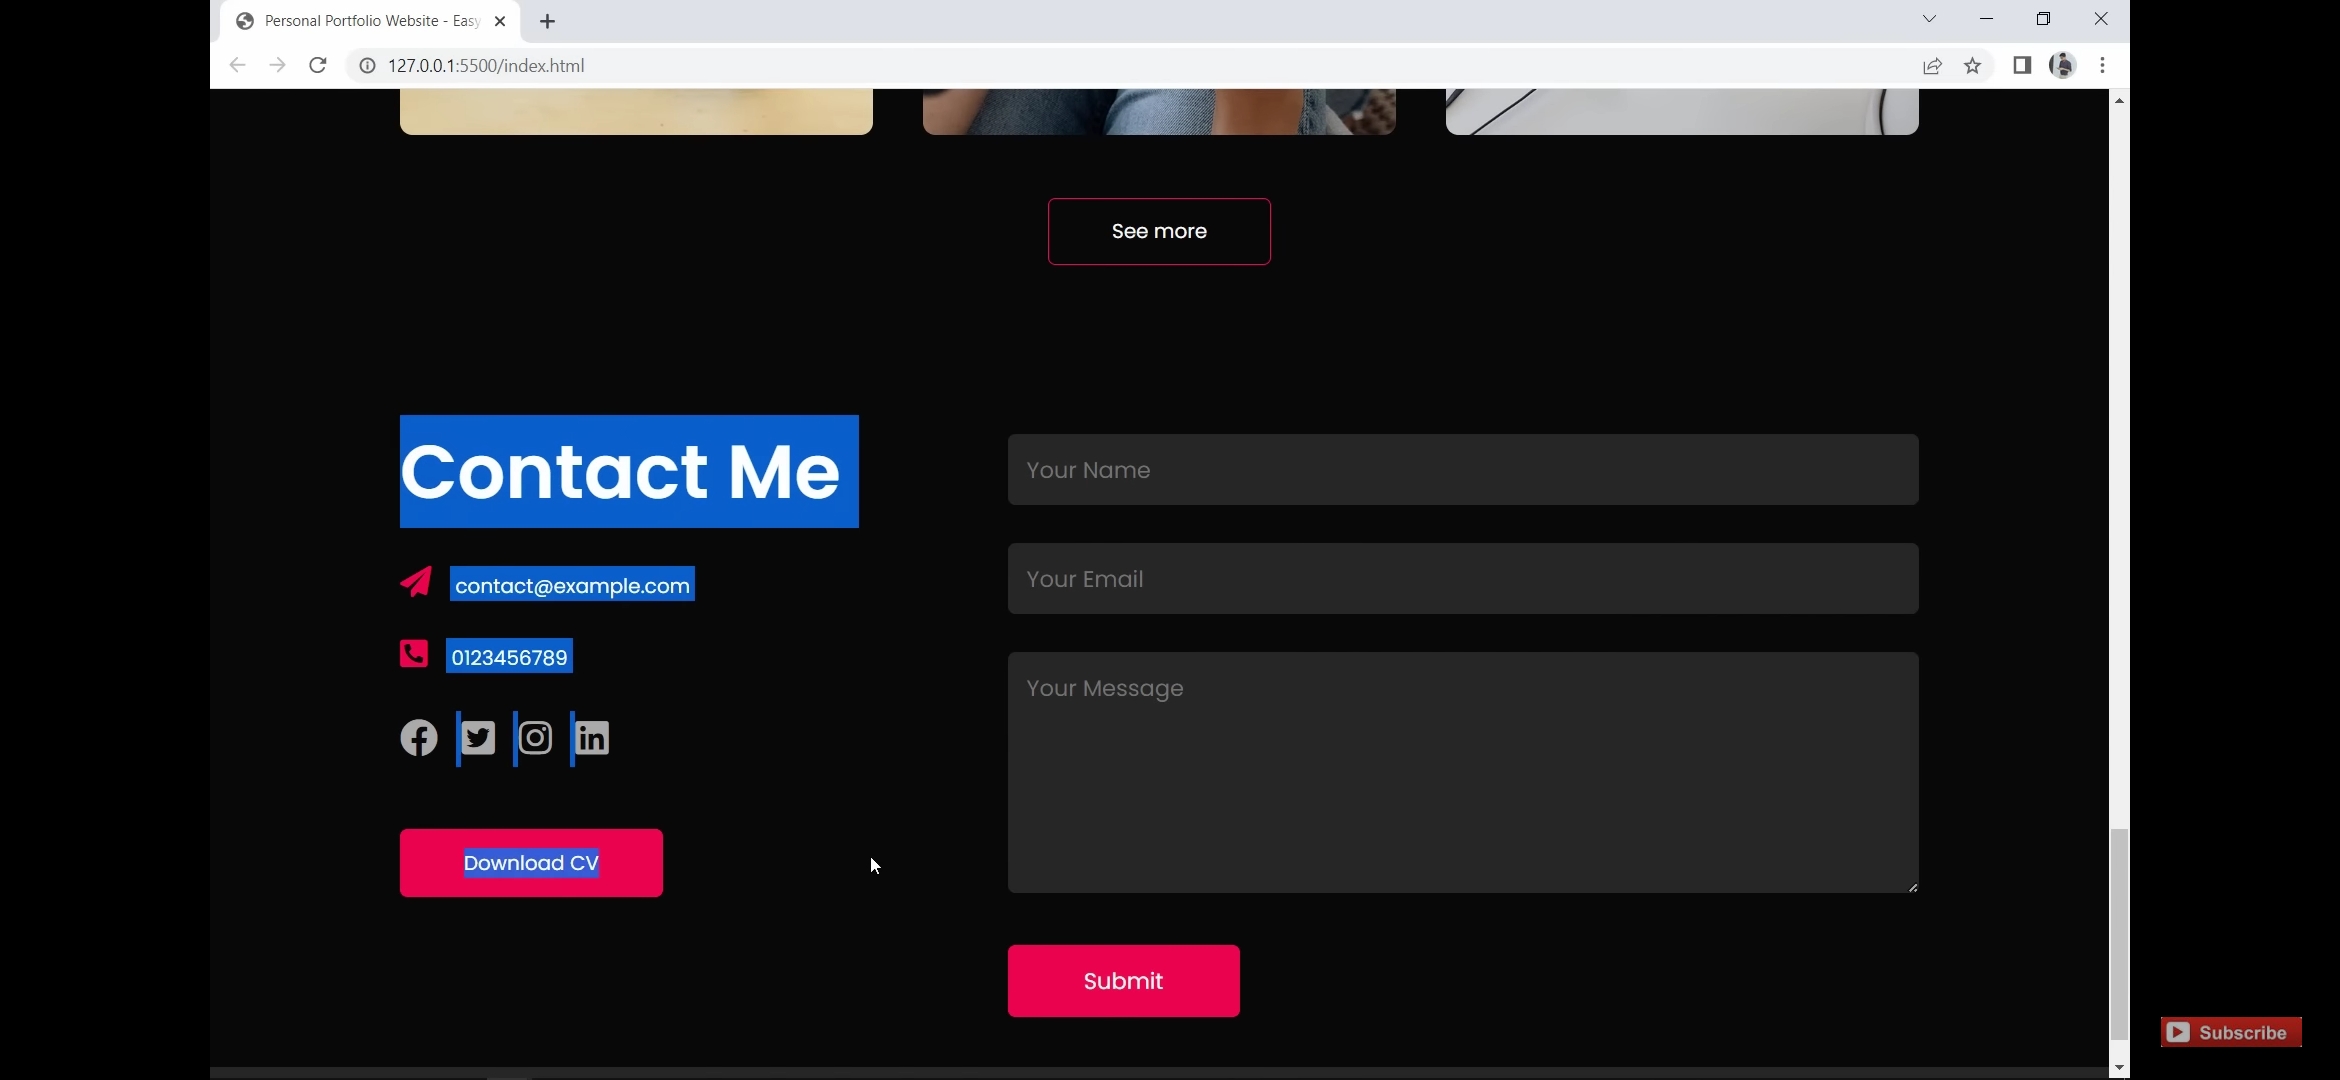 Personal Portfolio Website - Easy
127.0.0.1:5500/index.html
See more
Contact Me
contact@example.com
0123456789
Download CV
Your Name
Your Email
Your Message
Submit
Subscribe